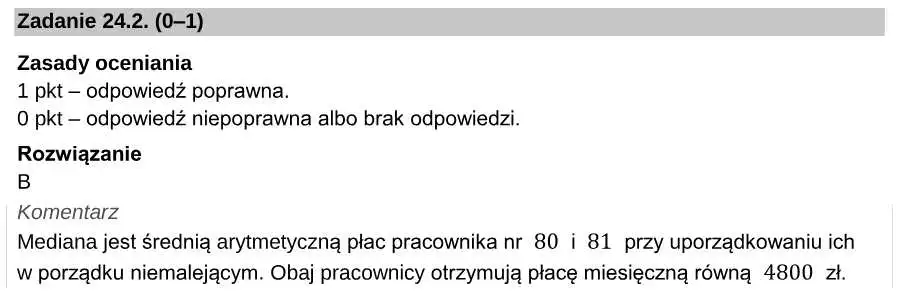 Zadanie 24.2. (0–1)
Zasady oceniania
1 pkt – odpowiedź poprawna.
0 pkt – odpowiedź niepoprawna albo brak odpowiedzi.
Rozwiązanie
B
Komentarz
Mediana jest średnią arytmetyczną płac pracownika nr 80 i 81 przy uporządkowaniu ich
w porządku niemalejącym. Obaj pracownicy otrzymują płacę miesięczną równą 4800 zł.